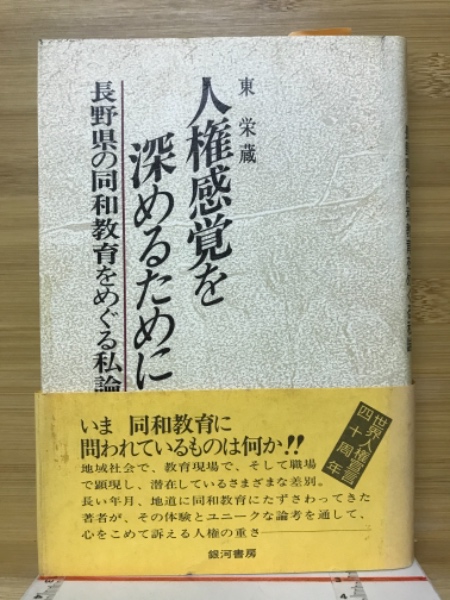 東 栄蔵
人権感覚を
深めるために
長野県の同和教育をめぐる私論
世界人権宣言
四十周年
いま 同和教育に
問われているものは何か!!
地域社会で、教育現場で、そして職場
で顕現し、潜在しているさまざまな差別。
長い年月、地道に同和教育にたずさわってきた
著者が、その体験とユニークな論考を通して、
心をこめて訴える人権の重さ――
銀河書房